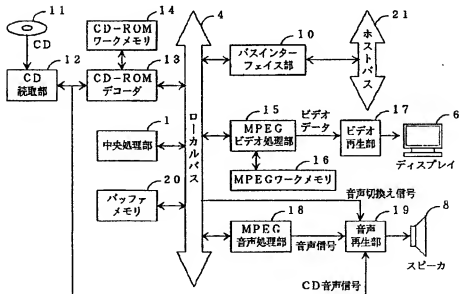 11
CD
12
CD
読取部
14
CD-ROM
ワークメモリ
13
CD-ROM
デコーダ
4
ローカルバス
10
バスインター
フェイス部
21
ホストバス
1
中央処理部
15
MPEG
ビデオ処理部
ビデオ
データ
17
ビデオ
再生部
6
ディスプレイ
16
MPEGワークメモリ
20
バッファ
メモリ
音声切換え信号
18
MPEG
音声処理部
音声信号
19
音声
再生部
8
スピーカ
CD音声信号